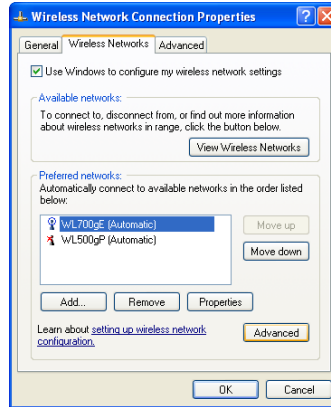 Wireless Network Connection Properties
General
Wireless Networks
Advanced
Use Windows to configure my wireless network settings
Available networks:
To connect to, disconnect from, or find out more information
about wireless networks in range, click the button below.
View Wireless Networks
Preferred networks:
Automatically connect to available networks in the order listed
below:
WL700gE (Automatic)
WL500gP (Automatic)
Move up
Move down
Add...
Remove
Properties
Learn about setting up wireless network
configuration.
Advanced
OK
Cancel